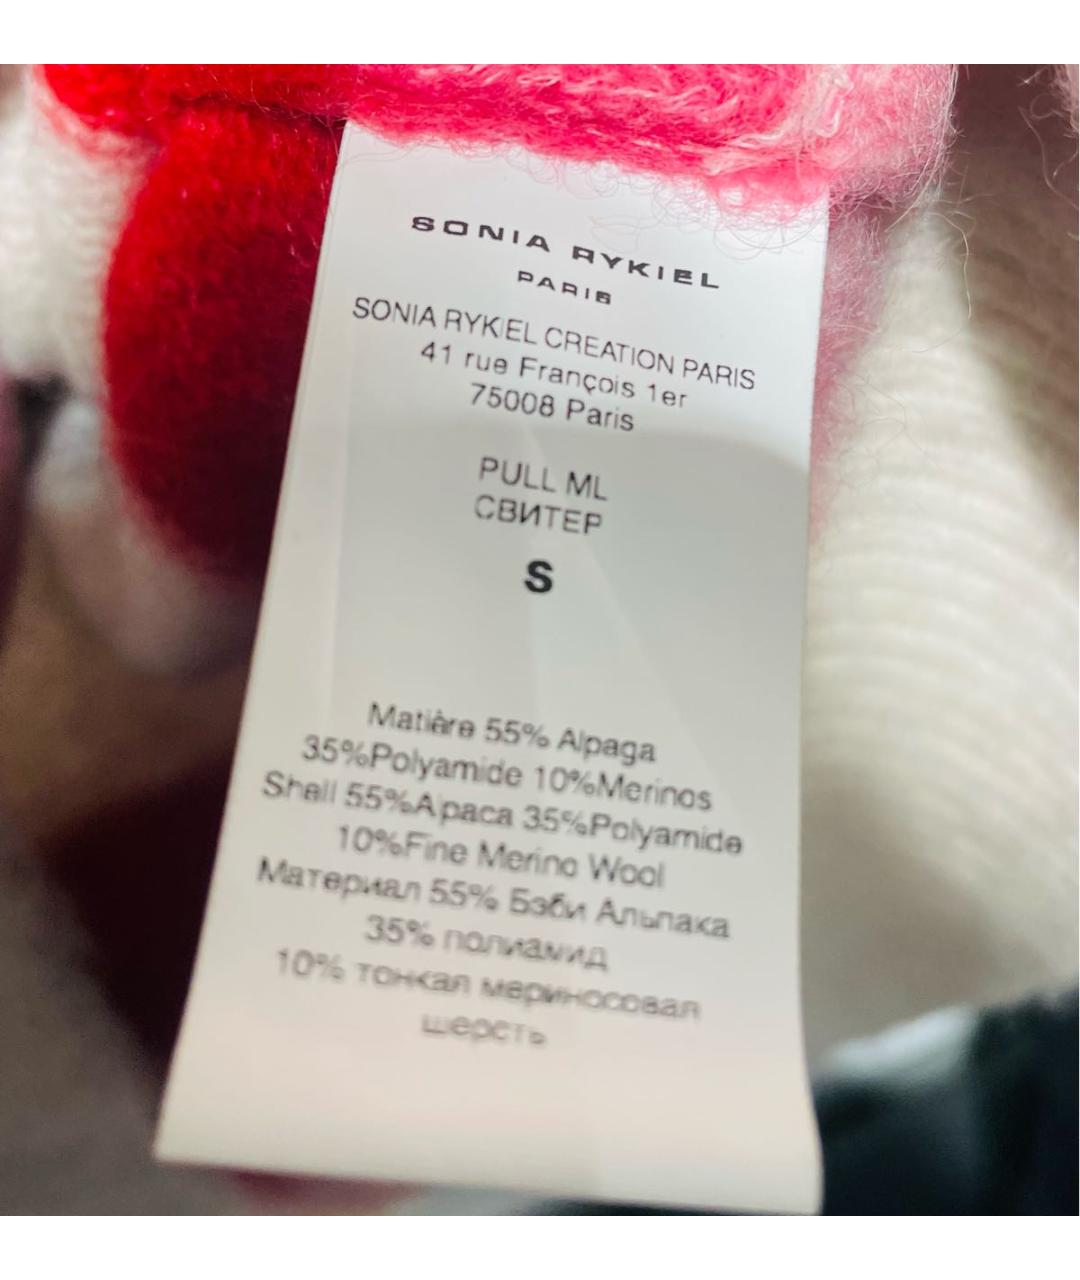 SONIA RYKIEL
PARIS
SONIA RYKIEL CREATION PARIS
41 rue François 1er
75008 Paris
PULL ML
СВИТЕР
S
Matière 55% Alpaga
35%Polyamide 10%Merinos
Shell 55%Alpaca 35%Polyamide
10%Fine Merino Wool
Материал 55% Бэби Альпака
35% полиамид
10% тонкая мериносовая
шерсть